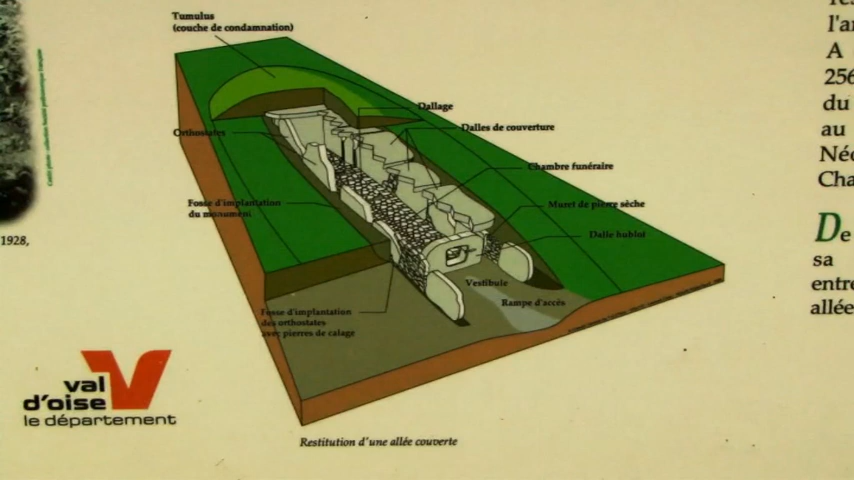 Tumulus
(couche de condamnation)
Dallage
Orthostates
Dalles de couverture
Chambre funéraire
Fosse d'implantation
du monument
Muret de pierre sèche
Dalle hublot
Vestibule
Rampe d'accès
Fosse d'implantation
des orthostates
avec pierres de calage
Restitution d'une allée couverte
1928,
val
d'oise
le département
l'a
A
256
du
au
Née
Cha
De
sa
entre
allée